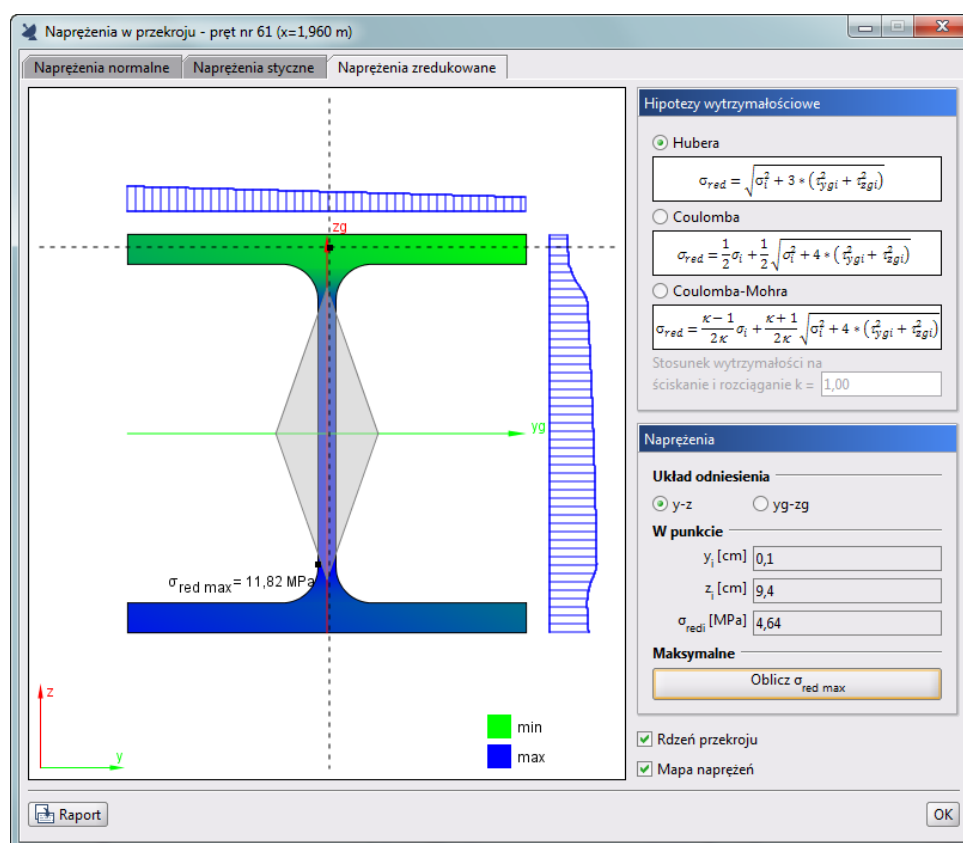 Naprężenia w przekroju - pręt nr 61 (x=1,960 m)
Naprężenia normalne
Naprężenia styczne
Naprężenia zredukowane
zg
yg
σred max= 11,82 MPa
z
y
min
max
Hipotezy wytrzymałościowe
Hubera
σred = √(σi² + 3 * (τ²ygi + τ²zgi))
Coulomba
σred = 1/2 σi + 1/2 √(σi² + 4 * (τ²ygi + τ²zgi))
Coulomba-Mohra
σred = (κ − 1)/2κ σi + (κ + 1)/2κ √(σi² + 4 * (τ²ygi + τ²zgi))
Stosunek wytrzymałości na
ściskanie i rozciąganie k = 1,00
Naprężenia
Układ odniesienia
y-z
yg-zg
W punkcie
yi [cm] 0,1
zi [cm] 9,4
σredi [MPa] 4,64
Maksymalne
Oblicz σred max
Rdzeń przekroju
Mapa naprężeń
Raport
OK